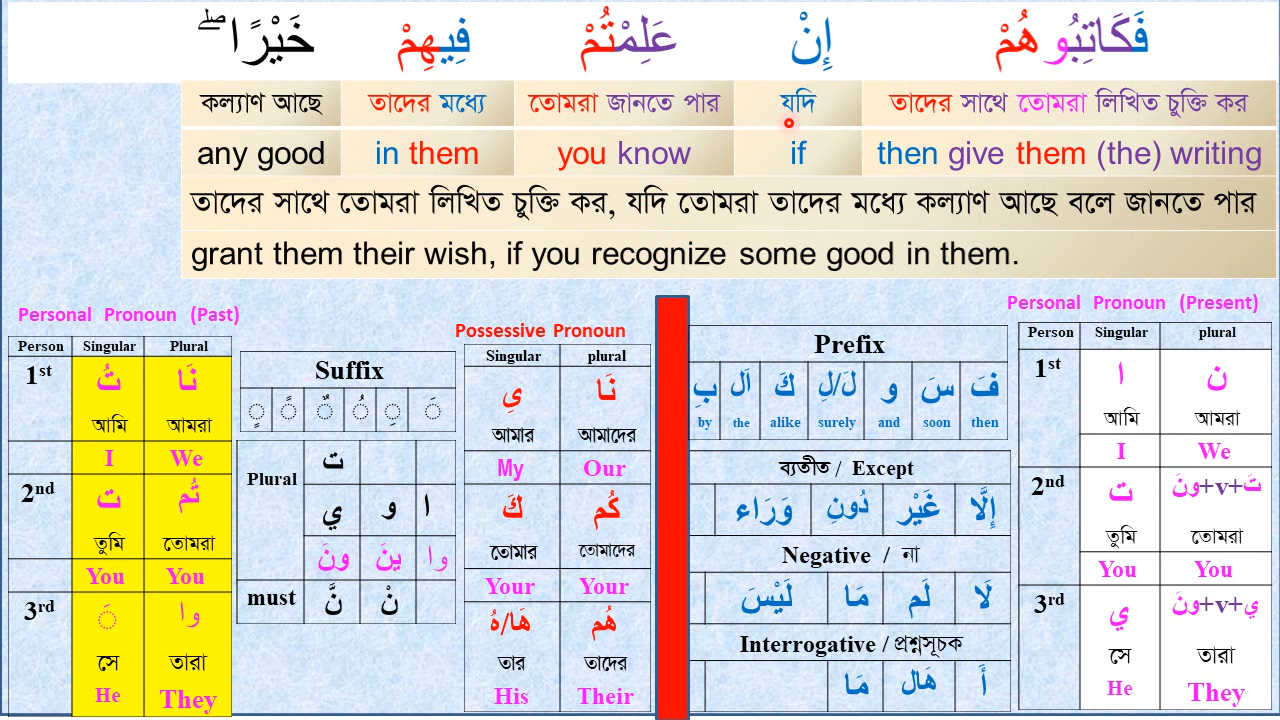 فَكَاتِبُوهُمْ إِنْ عَلِمْتُمْ فِيهِمْ خَيْرًا ۖ
কল্যাণ আছে তাদের মধ্যে তোমরা জানতে পার যদি তাদের সাথে তোমরা লিখিত চুক্তি কর
any good in them you know if then give them (the) writing
তাদের সাথে তোমরা লিখিত চুক্তি কর, যদি তোমরা তাদের মধ্যে কল্যাণ আছে বলে জানতে পার
grant them their wish, if you recognize some good in them.
Personal Pronoun (Past)
Person Singular Plural
1st تُ نَا
আমি আমরা
I We
2nd ت تُم
তুমি তোমরা
You You
3rd َ وا
সে তারা
He They
Suffix
ٍ ً ٌ ُ ِ َ
Plural ت
ي و ا
ونَ ينَ وا
must نَّ نْ
Possessive Pronoun
Singular plural
يِ نَا
আমার আমাদের
My Our
كَ كُم
তোমার তোমাদের
Your Your
هَا/هُ هُم
তার তাদের
His Their
Prefix
بِ اَل كَ لَ/لِ و سَ فَ
by the alike surely and soon then
ব্যতীত / Except
وَرَاء دُونِ غَيْر إِلَّا
Negative / না
لَيْسَ مَا لَم لَا
Interrogative / প্রশ্নসূচক
مَا هَال أَ
Personal Pronoun (Present)
Person Singular plural
1st ا ن
আমি আমরা
I We
2nd ت تَ+v+ونَ
তুমি তোমরা
You You
3rd ي ي+v+ونَ
সে তারা
He They